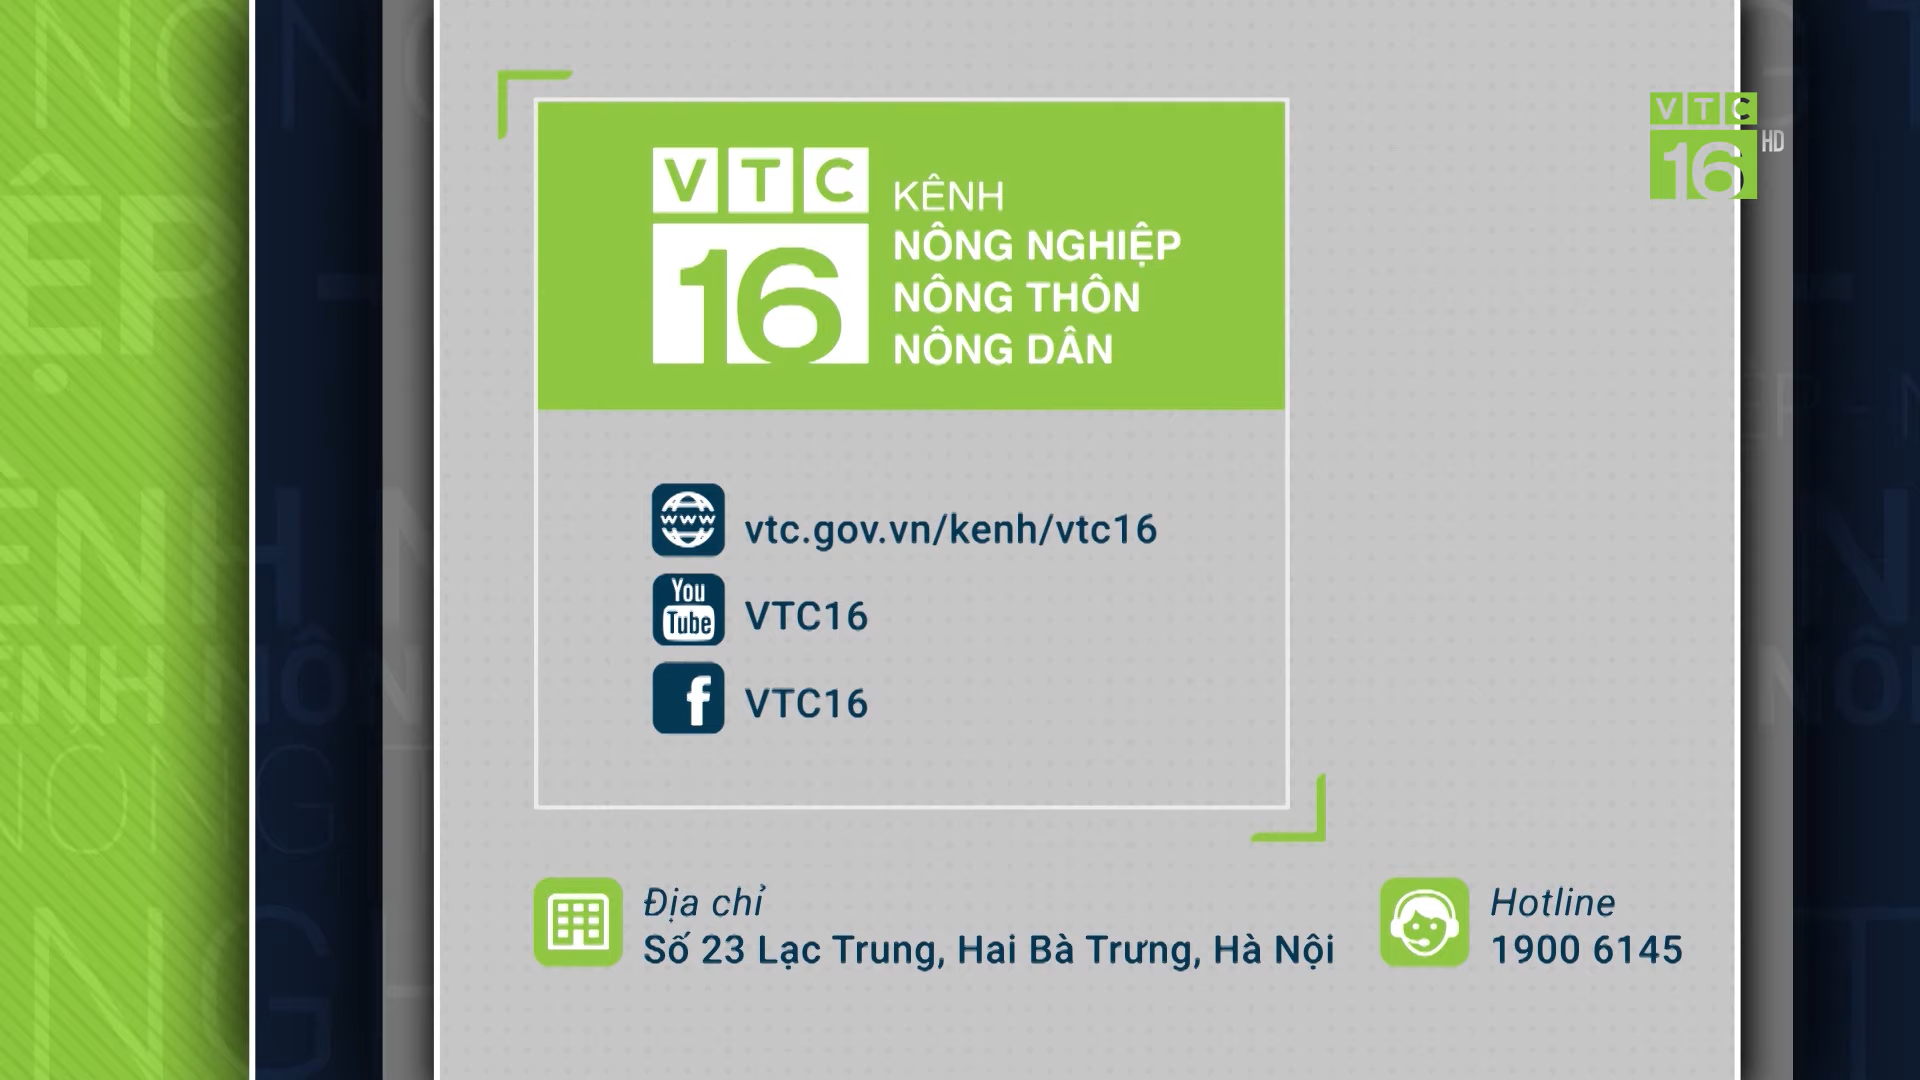 VTC
16
KÊNH
NÔNG NGHIỆP
NÔNG THÔN
NÔNG DÂN
VTC
16 HD
www
vtc.gov.vn/kenh/vtc16
You
Tube
VTC16
f
VTC16
Địa chỉ
Số 23 Lạc Trung, Hai Bà Trưng, Hà Nội
Hotline
1900 6145